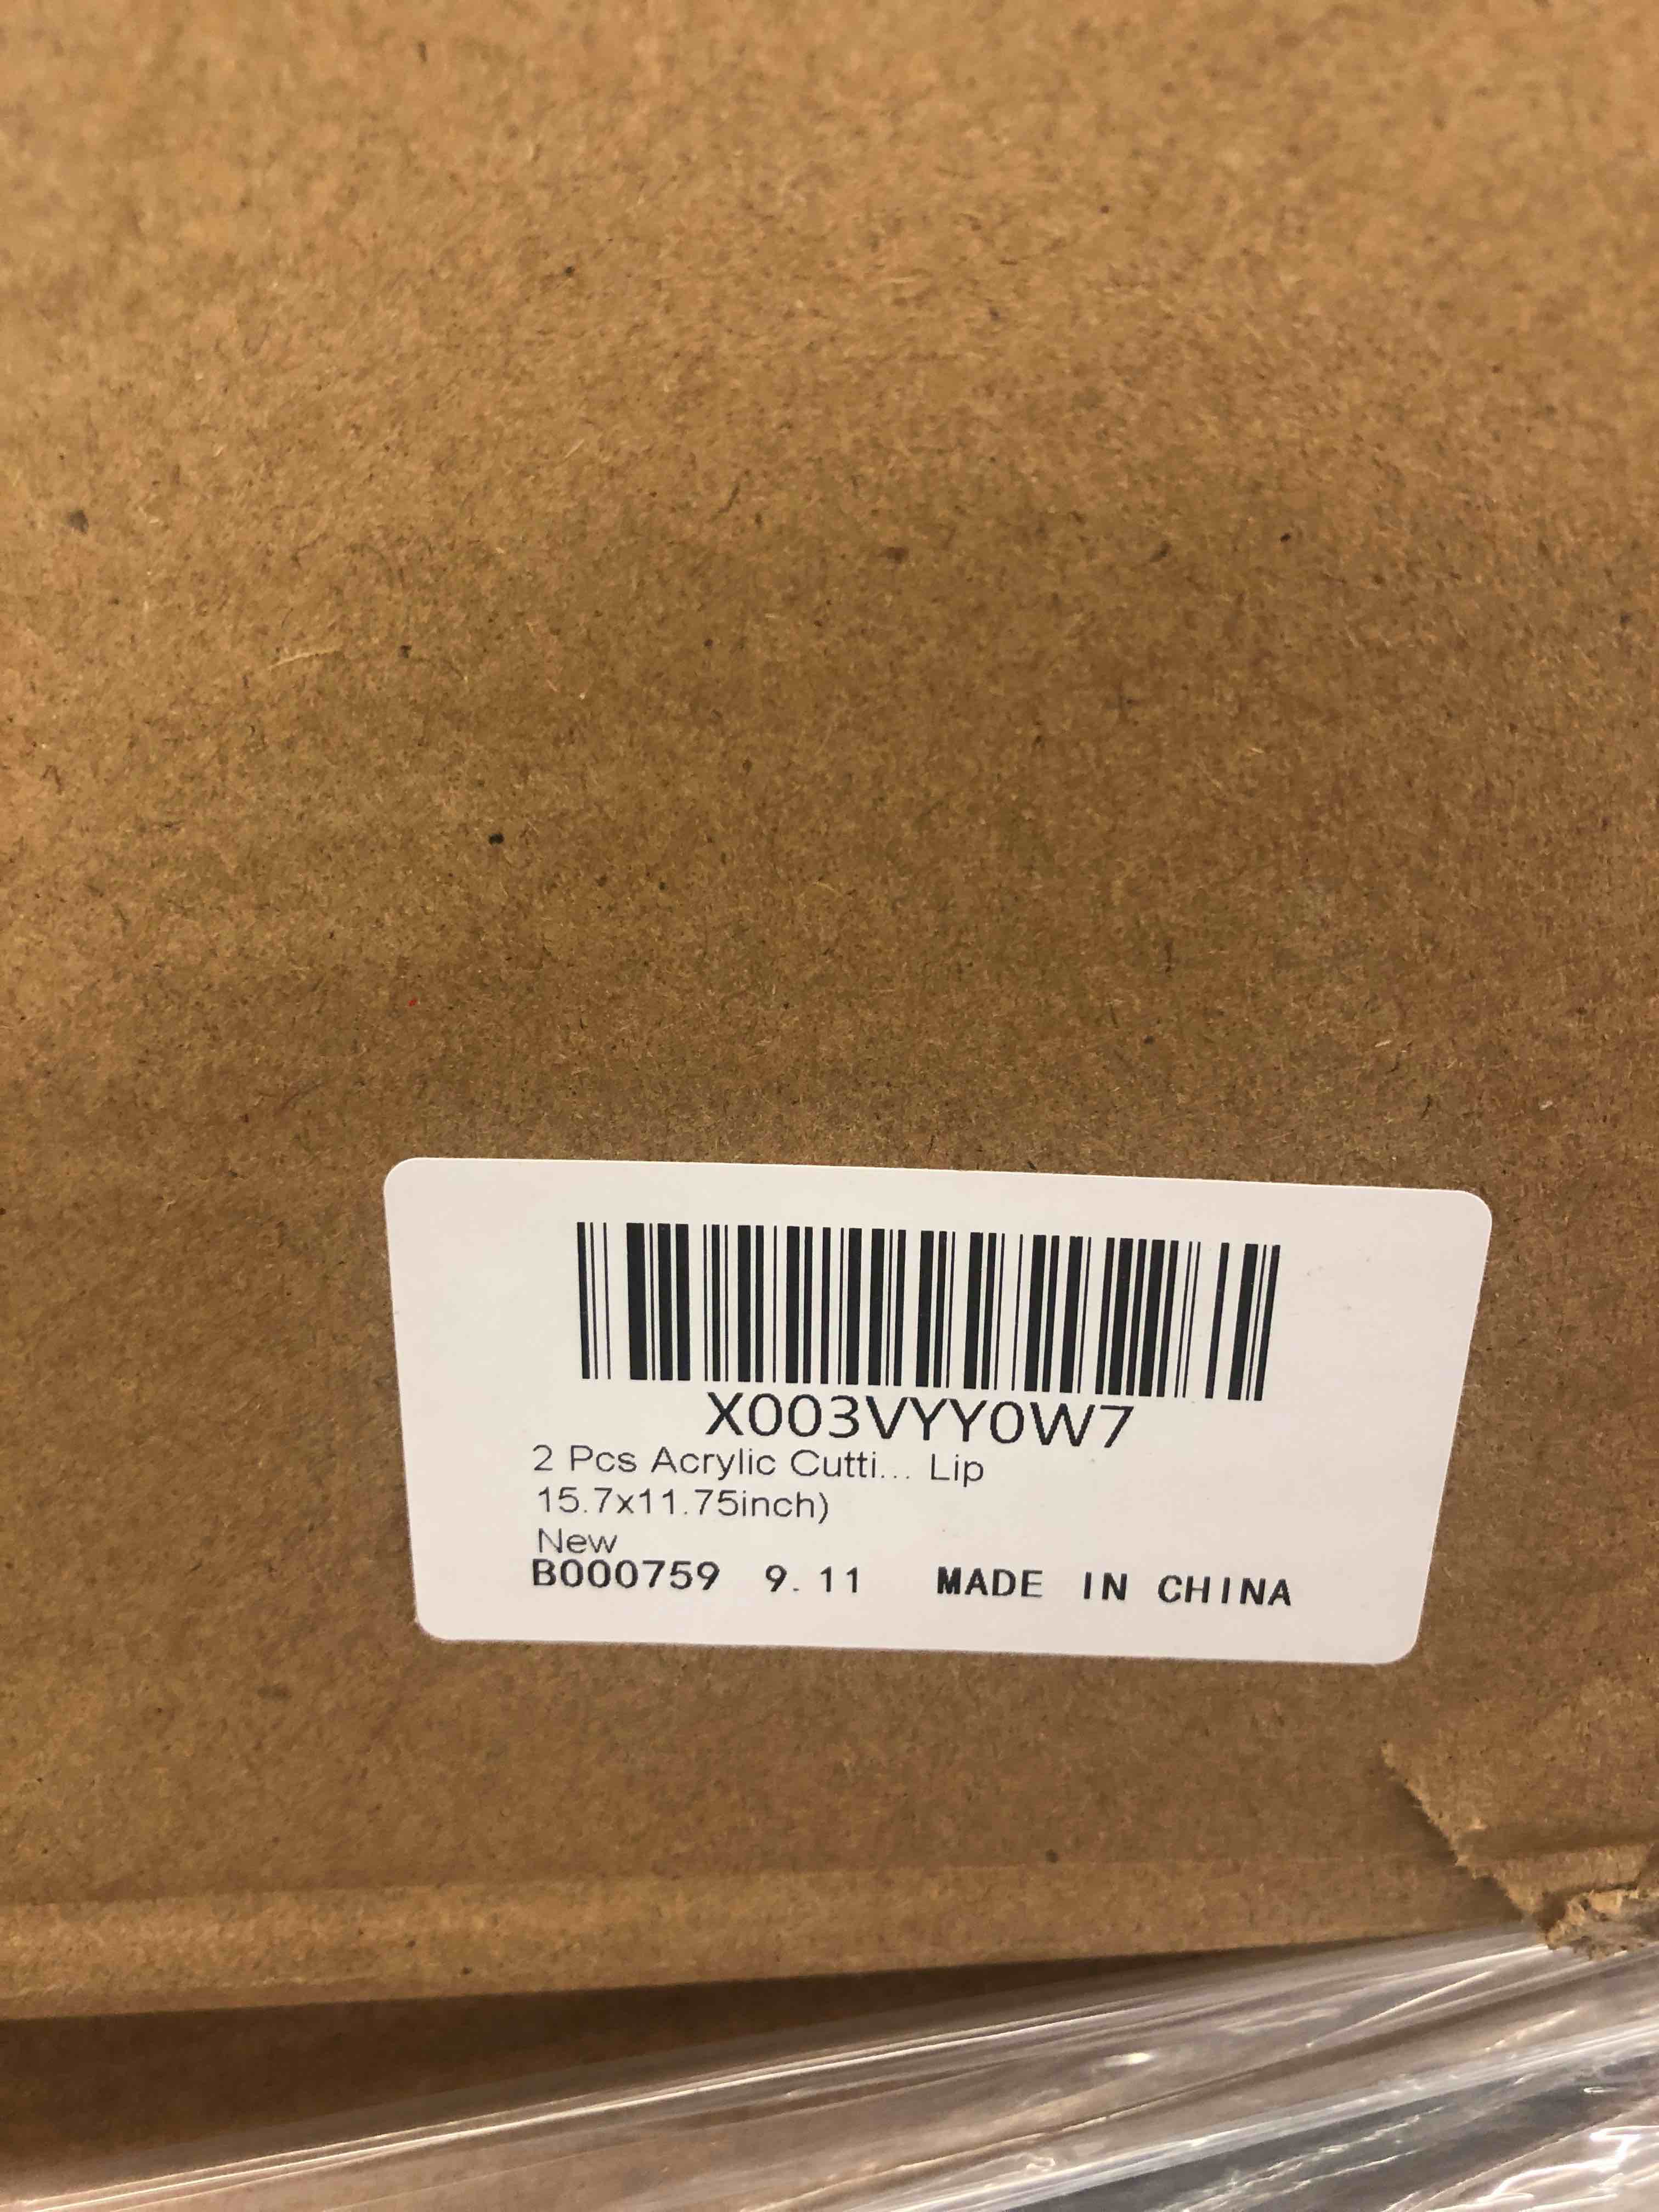 X003VYY0W7
2 Pcs Acrylic Cutti... Lip
15.7x11.75inch)
New
B000759 9.11 MADE IN CHINA